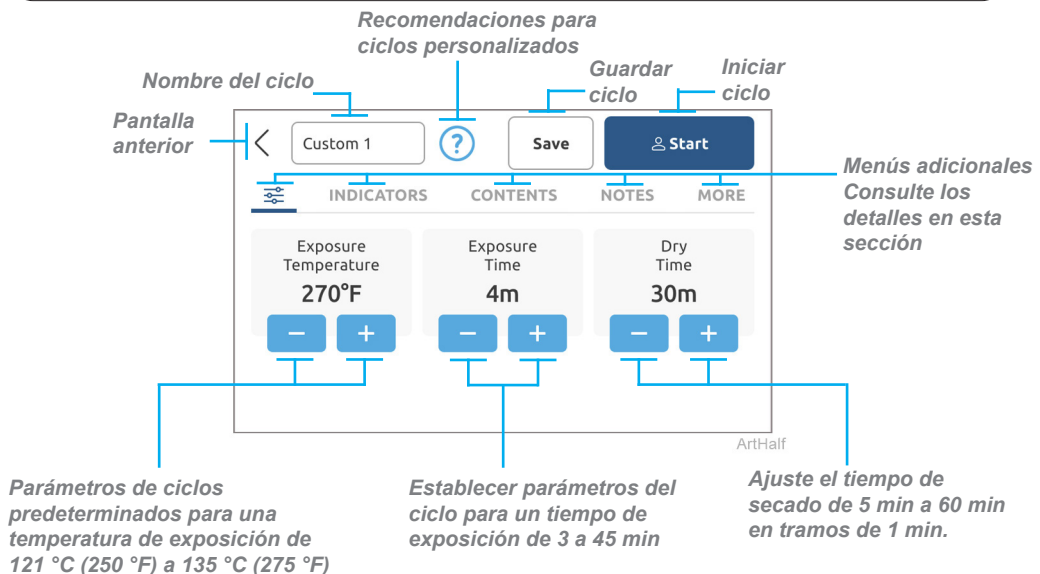 Recomendaciones para
ciclos personalizados
Nombre del ciclo
Guardar
ciclo
Iniciar
ciclo
Pantalla
anterior
Custom 1
?
Save
Start
Menús adicionales
Consulte los
detalles en esta
sección
INDICATORS
CONTENTS
NOTES
MORE
Exposure
Temperature
270°F
− +
Exposure
Time
4m
− +
Dry
Time
30m
− +
ArtHalf
Parámetros de ciclos
predeterminados para una
temperatura de exposición de
121 °C (250 °F) a 135 °C (275 °F)
Establecer parámetros del
ciclo para un tiempo de
exposición de 3 a 45 min
Ajuste el tiempo de
secado de 5 min a 60 min
en tramos de 1 min.